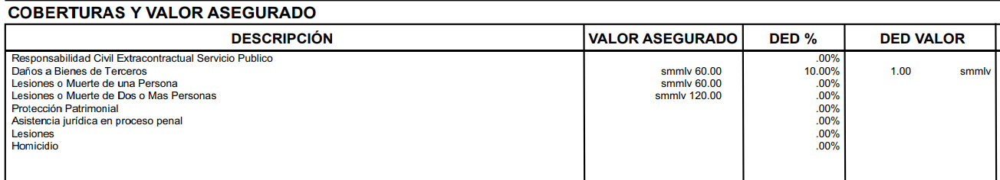 COBERTURAS Y VALOR ASEGURADO
DESCRIPCIÓN VALOR ASEGURADO DED % DED VALOR
Responsabilidad Civil Extracontractual Servicio Publico .00%
Daños a Bienes de Terceros smmlv 60.00 10.00% 1.00 smmlv
Lesiones o Muerte de una Persona smmlv 60.00 .00%
Lesiones o Muerte de Dos o Mas Personas smmlv 120.00 .00%
Protección Patrimonial .00%
Asistencia jurídica en proceso penal .00%
Lesiones .00%
Homicidio .00%